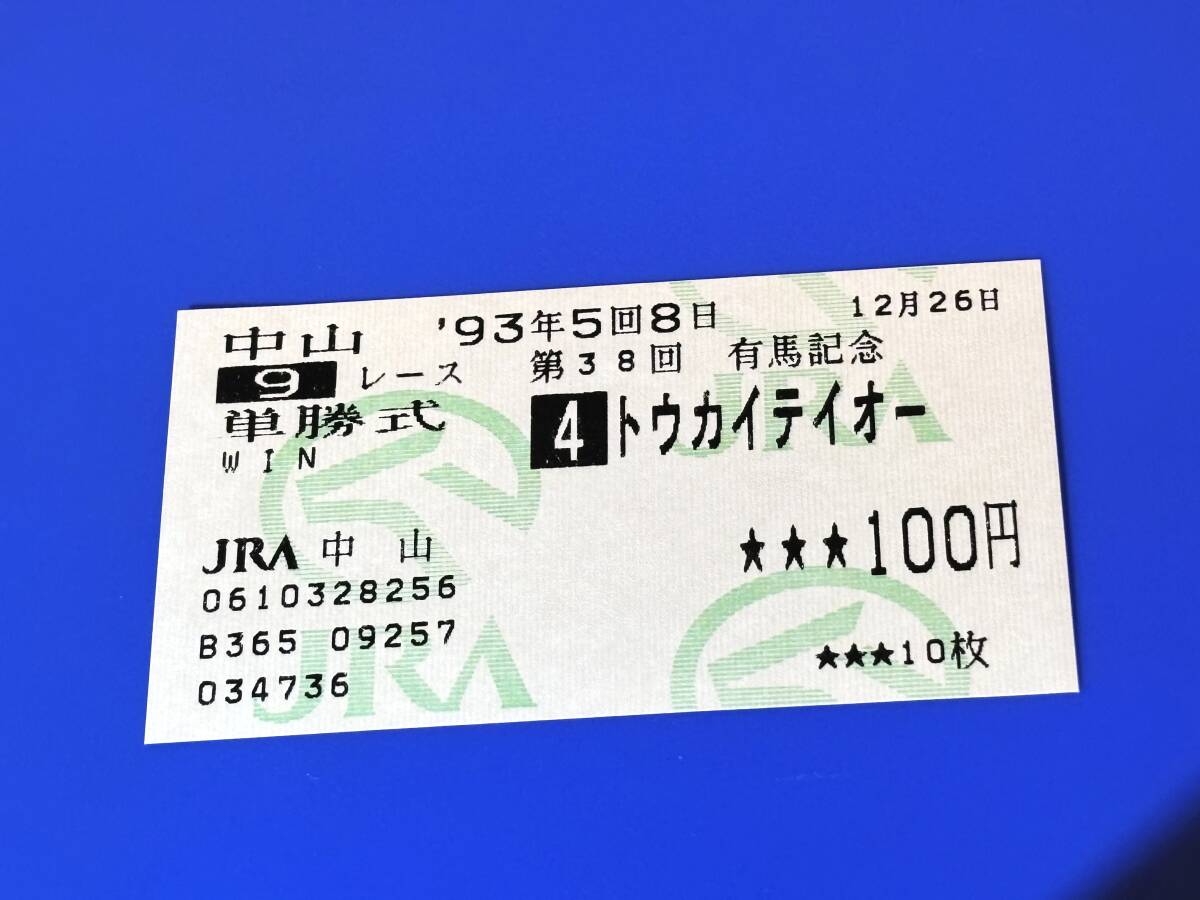 中山 '93年5回8日 12月26日
9 レース 第38回 有馬記念
単勝式 4 トウカイテイオー
WIN
JRA 中山 ★★★100円
0610328256
B365 09257 ★★★10枚
034736
JRA
JRA